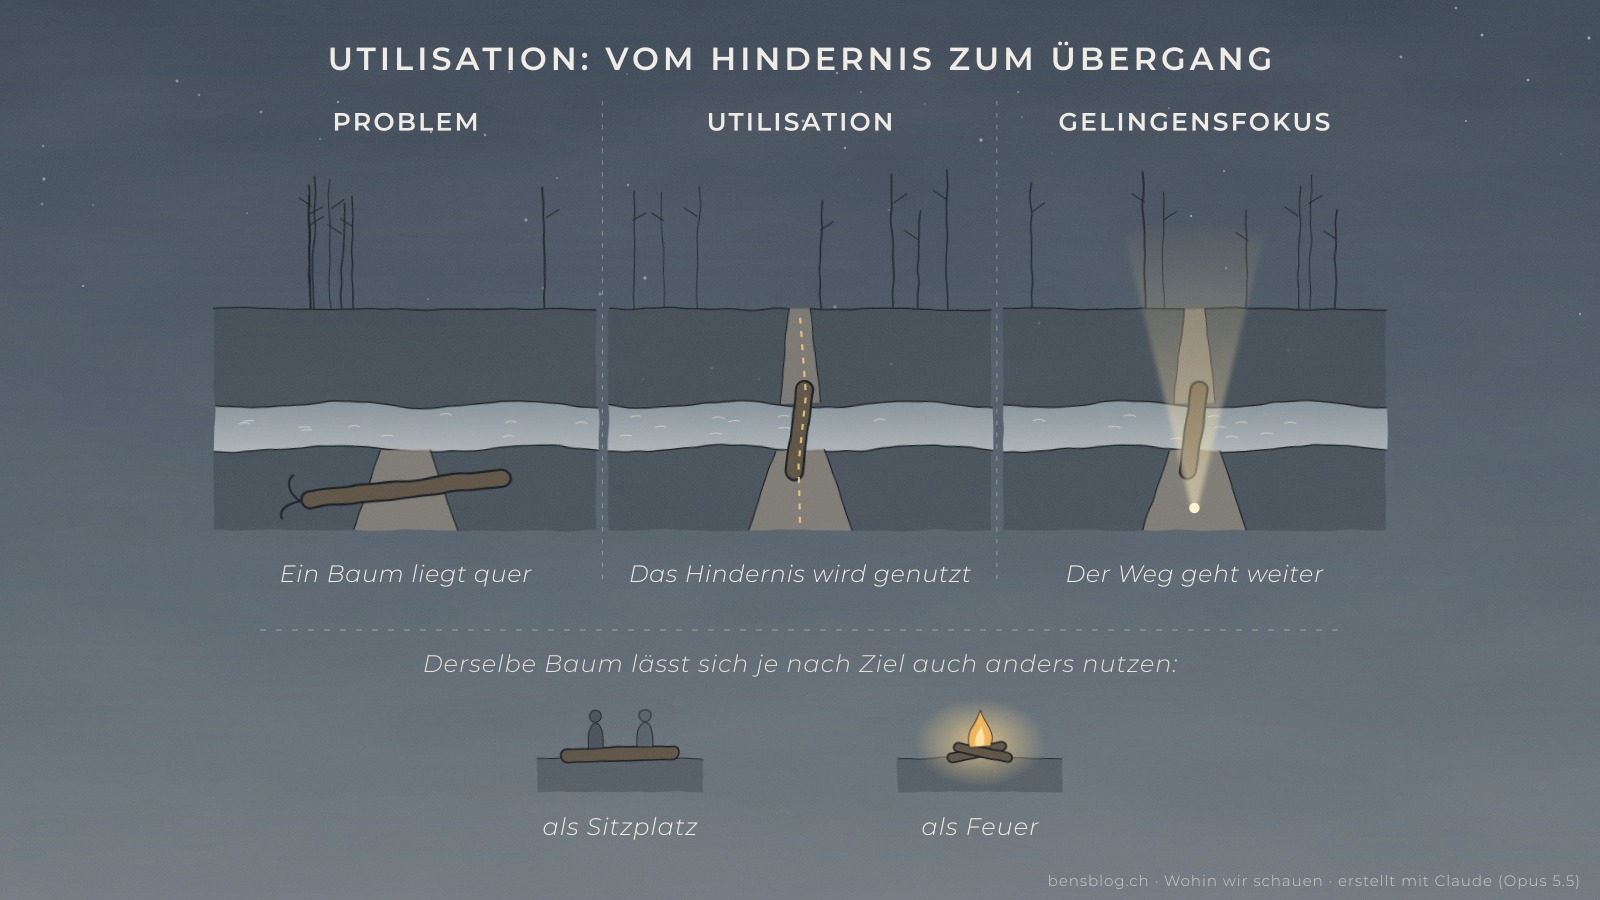 UTILISATION: VOM HINDERNIS ZUM ÜBERGANG
PROBLEM
UTILISATION
GELINGENSFOKUS
Ein Baum liegt quer
Das Hindernis wird genutzt
Der Weg geht weiter
Derselbe Baum lässt sich je nach Ziel auch anders nutzen:
als Sitzplatz
als Feuer
bensblog.ch · Wohin wir schauen · erstellt mit Claude (Opus 5.5)